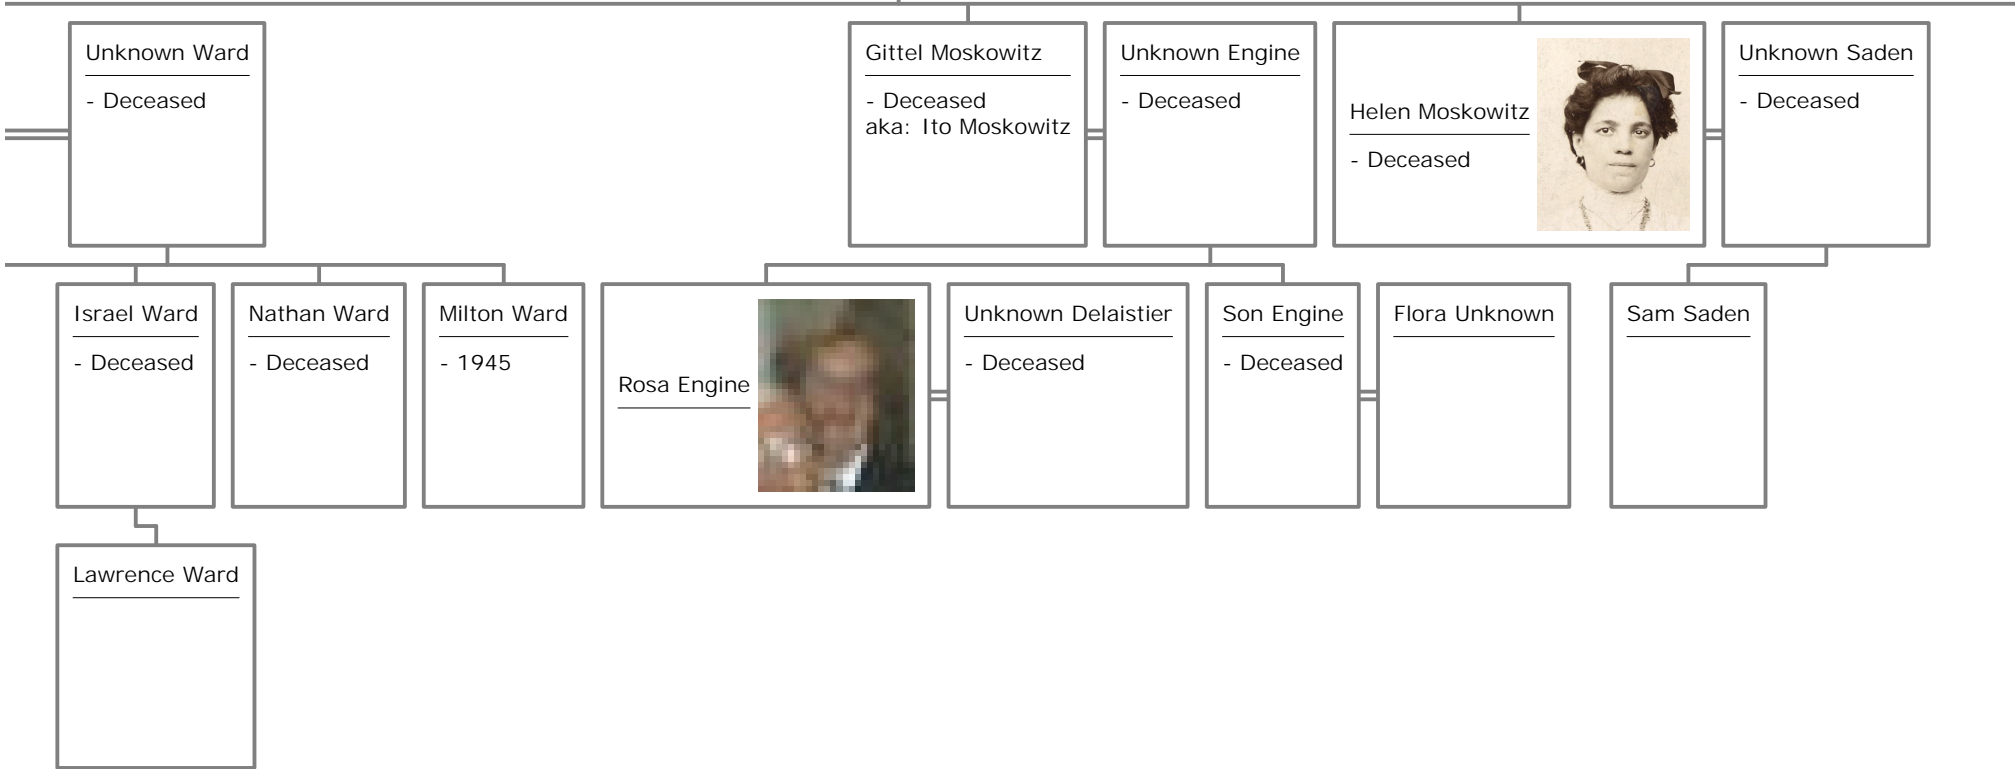 Unknown Ward
- Deceased
Gittel Moskowitz
- Deceased
aka: Ito Moskowitz
Unknown Engine
- Deceased
Helen Moskowitz
- Deceased
Unknown Saden
- Deceased
Israel Ward
- Deceased
Nathan Ward
- Deceased
Milton Ward
- 1945
Rosa Engine
Unknown Delaistier
- Deceased
Son Engine
- Deceased
Flora Unknown
Sam Saden
Lawrence Ward